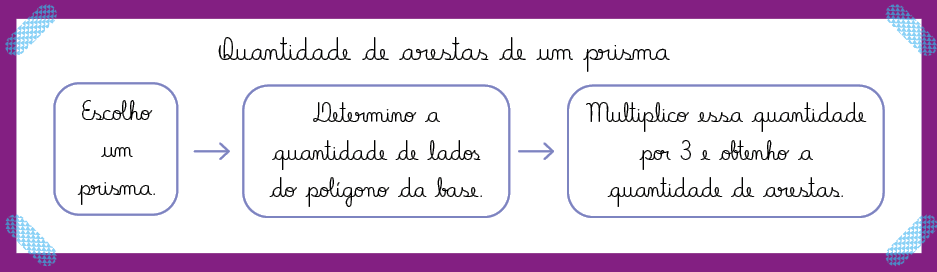 Quantidade de arestas de um prisma
Escolho
um
prisma.
Determino a
quantidade de lados
do polígono da base.
Multiplico essa quantidade
por 3 e obtenho a
quantidade de arestas.